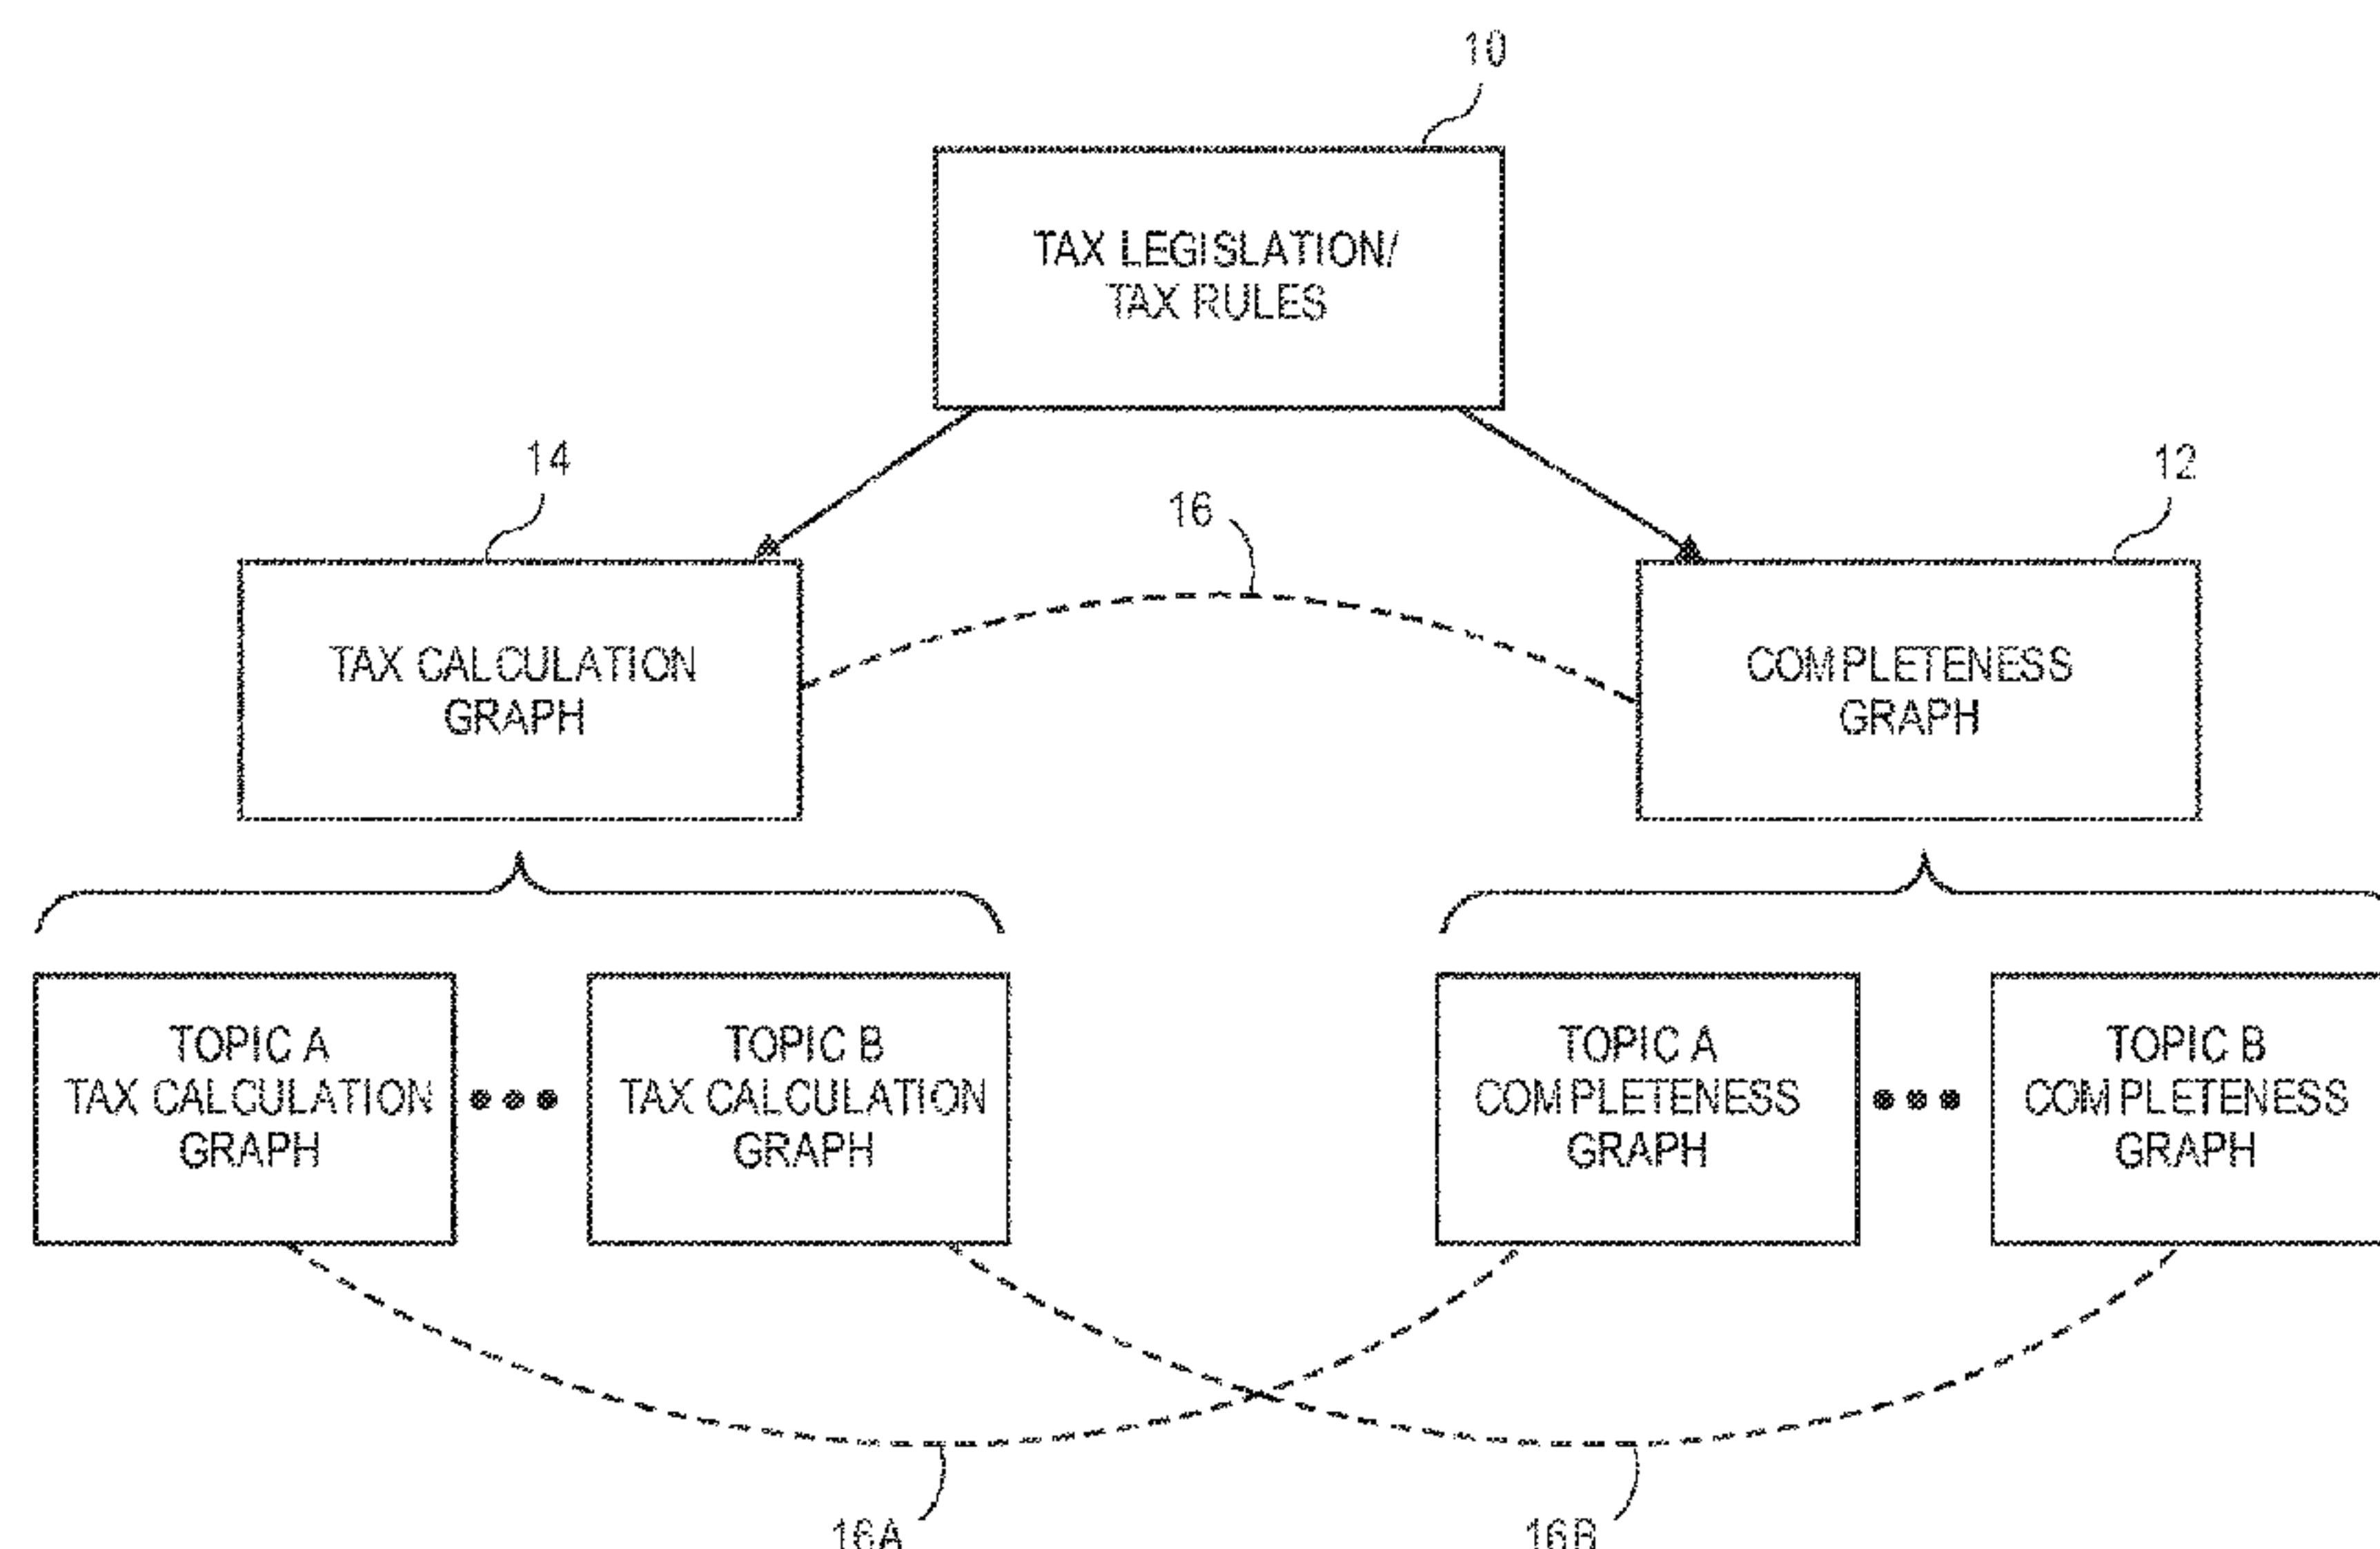 10
TAX LEGISLATION/
TAX RULES
14
16
12
TAX CALCULATION
GRAPH
COMPLETENESS
GRAPH
TOPIC A
TAX CALCULATION
GRAPH
TOPIC B
TAX CALCULATION
GRAPH
TOPIC A
COMPLETENESS
GRAPH
TOPIC B
COMPLETENESS
GRAPH
16A
16B